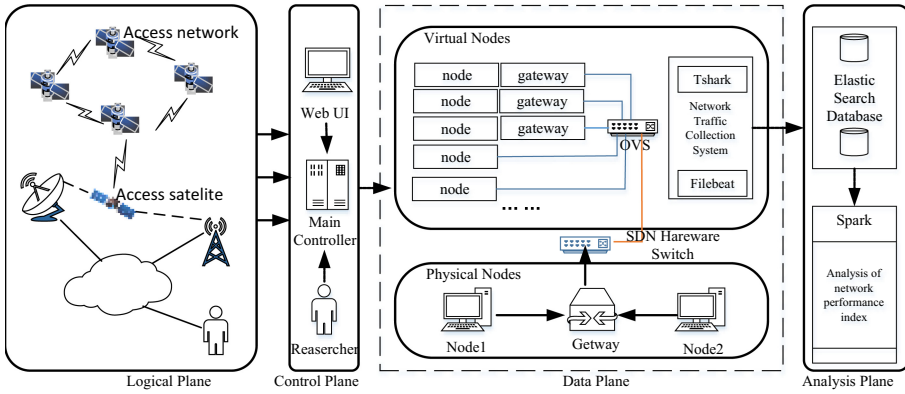 Access network
Access satelite
Logical Plane
Web UI
Main
Controller
Reasercher
Control Plane
Virtual Nodes
node
gateway
node
gateway
node
gateway
node
node
... ...
OVS
Tshark
Network
Traffic
Collection
System
Filebeat
SDN Hareware
Switch
Physical Nodes
Node1
Getway
Node2
Data Plane
Elastic
Search
Database
Spark
Analysis of
network
performance
index
Analysis Plane